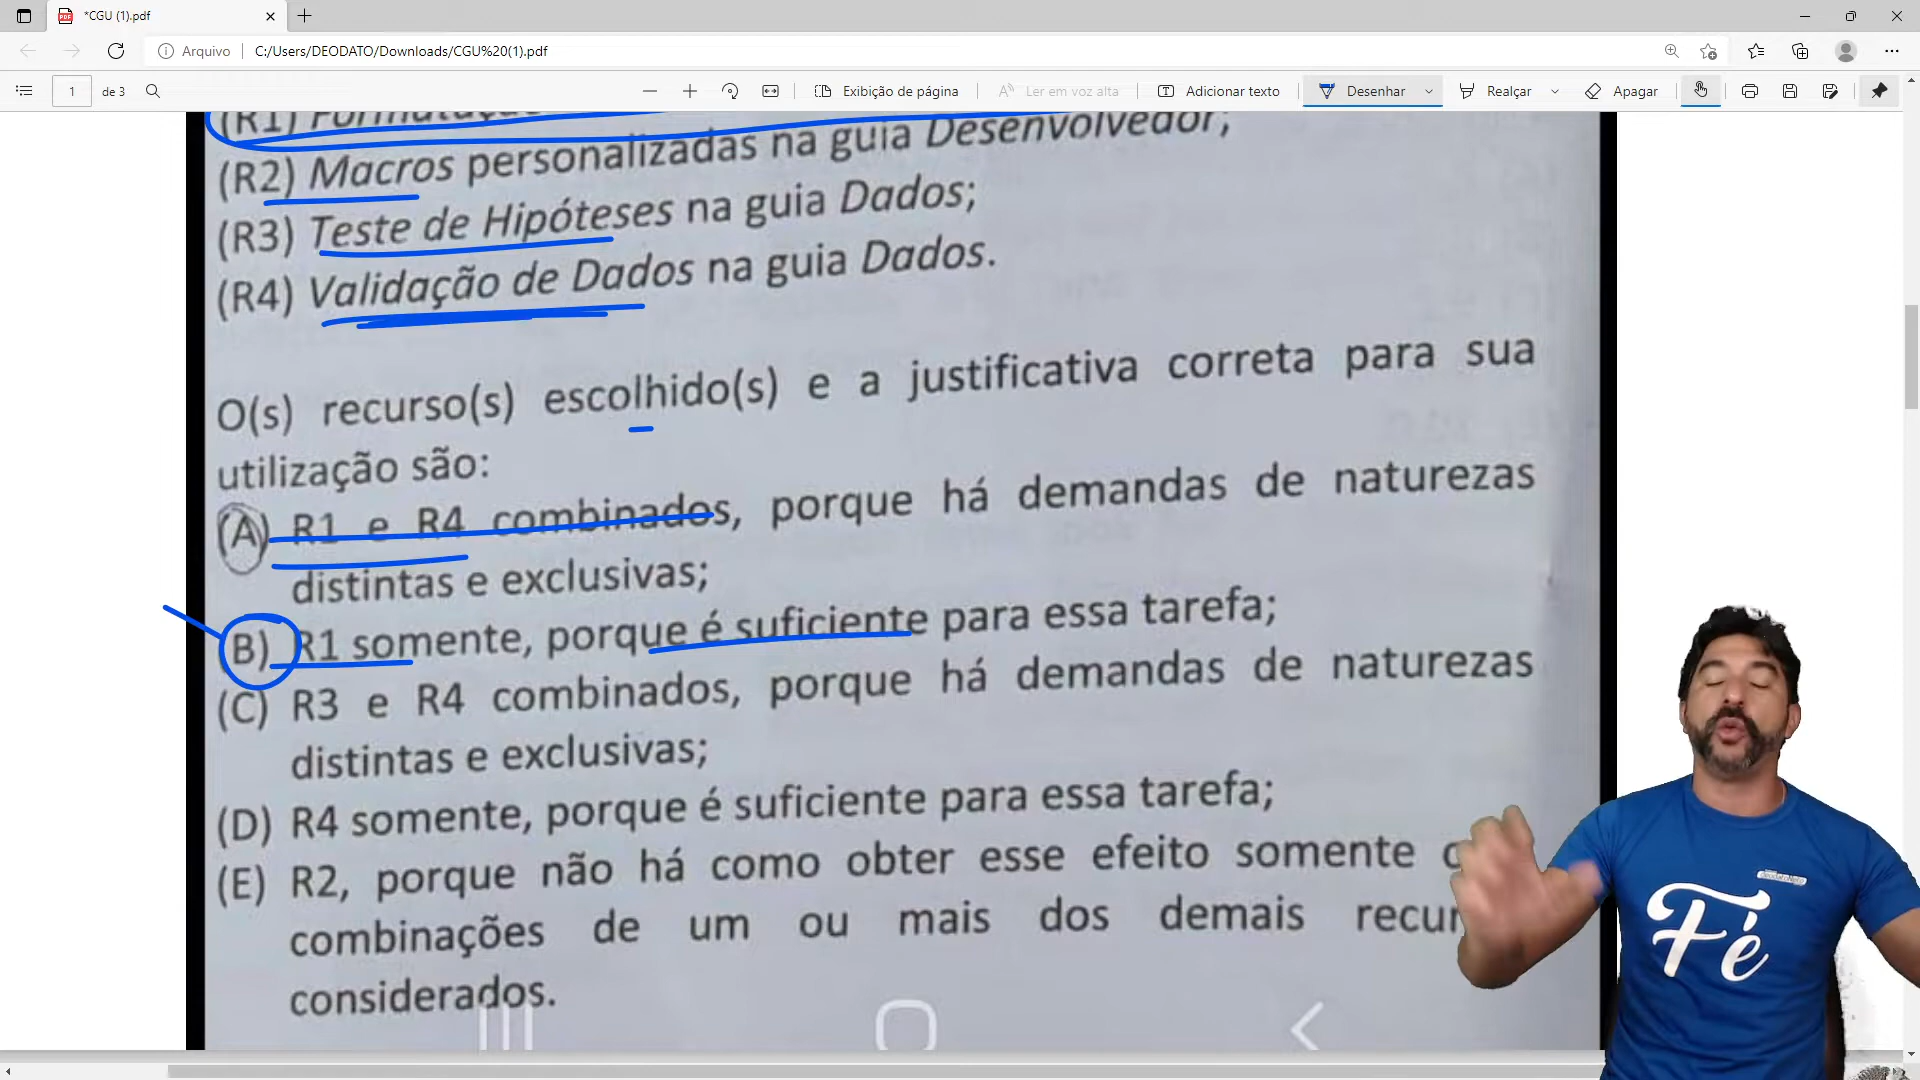 *CGU (1).pdf
Arquivo C:/Users/DEODATO/Downloads/CGU%20(1).pdf
1 de 3 Exibição de página Ler em voz alta Adicionar texto Desenhar Realçar Apagar
(R1)
(R2) Macros personalizadas na guia Desenvolvedor;
(R3) Teste de Hipóteses na guia Dados;
(R4) Validação de Dados na guia Dados.
O(s) recurso(s) escolhido(s) e a justificativa correta para sua
utilização são:
(A) R1 e R4 combinados, porque há demandas de naturezas
distintas e exclusivas;
(B) R1 somente, porque é suficiente para essa tarefa;
(C) R3 e R4 combinados, porque há demandas de naturezas
distintas e exclusivas;
(D) R4 somente, porque é suficiente para essa tarefa;
(E) R2, porque não há como obter esse efeito somente
combinações de um ou mais dos demais
considerados.
Fé